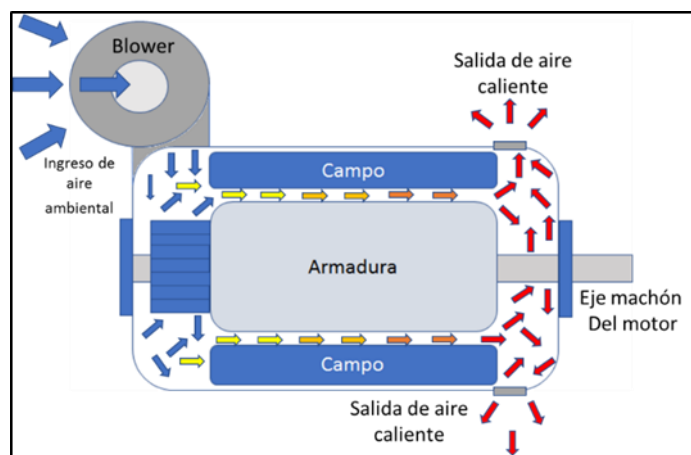 Blower
Salida de aire
caliente
Ingreso de
aire
ambiental
Campo
Armadura
Eje machón
Del motor
Campo
Salida de aire
caliente